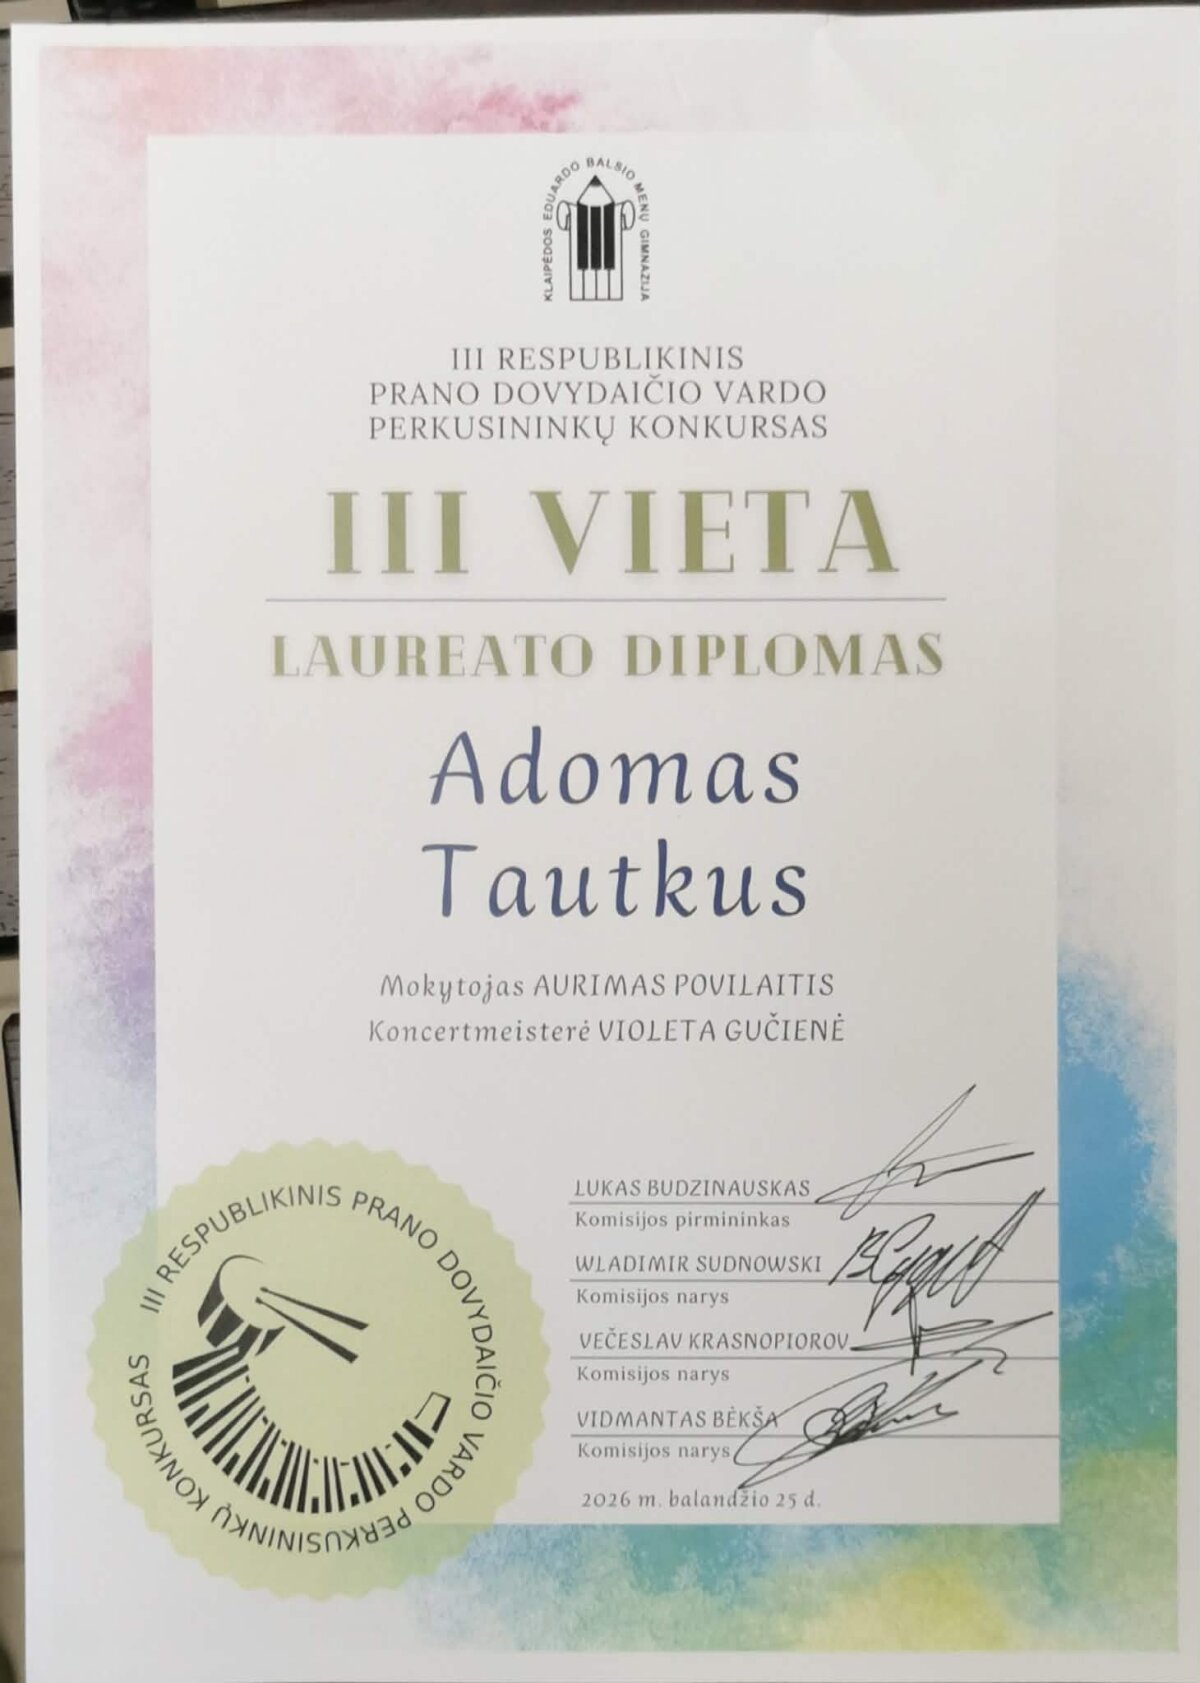 KLAIPĖDOS EDUARDO BALSIO MENŲ GIMNAZIJA
III RESPUBLIKINIS
PRANO DOVYDAIČIO VARDO
PERKUSININKŲ KONKURSAS
III VIETA
LAUREATO DIPLOMAS
Adomas
Tautkus
Mokytojas AURIMAS POVILAITIS
Koncertmeisterė VIOLETA GUČIENĖ
LUKAS BUDZINAUSKAS
Komisijos pirmininkas
WLADIMIR SUDNOWSKI
Komisijos narys
VEČESLAV KRASNOPIOROV
Komisijos narys
VIDMANTAS BĖKŠA
Komisijos narys
2026 m. balandžio 25 d.
III RESPUBLIKINIS PRANO DOVYDAIČIO VARDO PERKUSININKŲ KONKURSAS